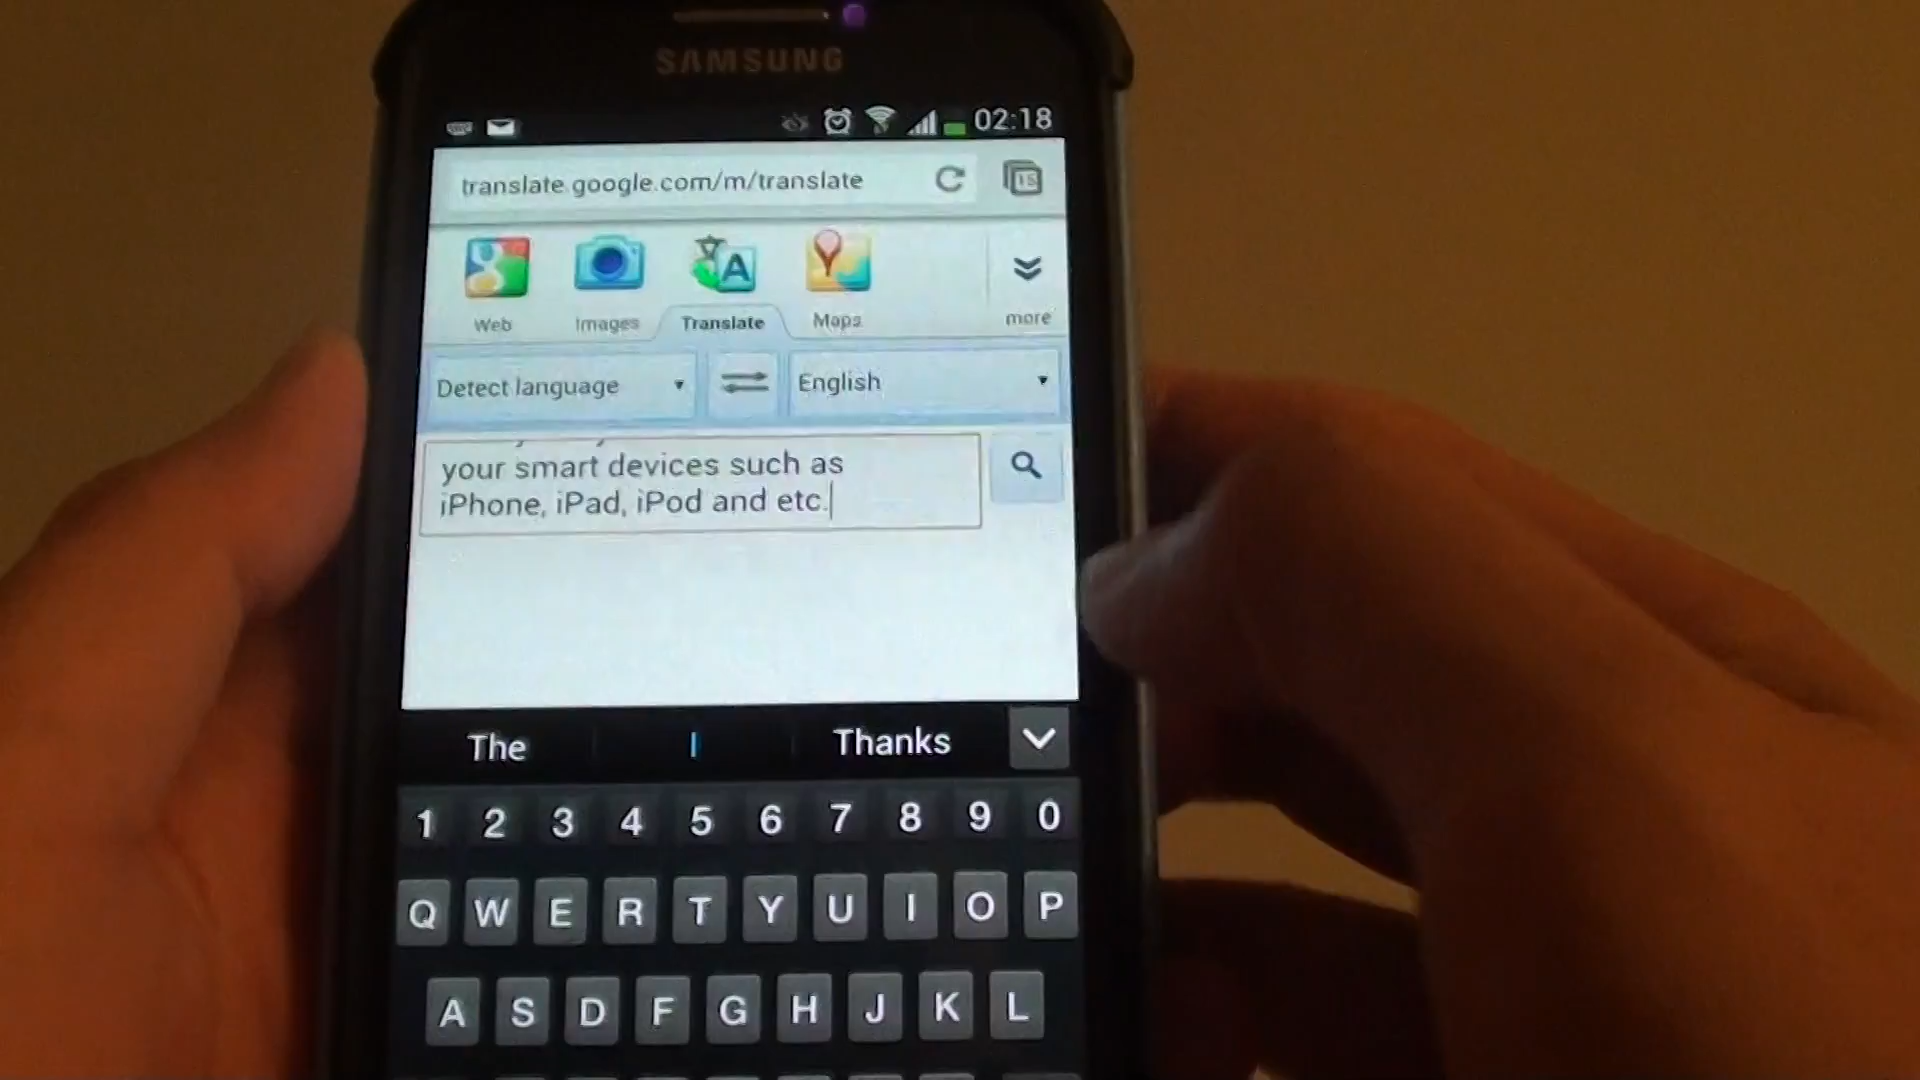 SAMSUNG
02:18
translate.google.com/m/translate
15
Web Images Translate Maps more
Detect language English
your smart devices such as
iPhone, iPad, iPod and etc.
The I Thanks
1 2 3 4 5 6 7 8 9 0
Q W E R T Y U I O P
A S D F G H J K L